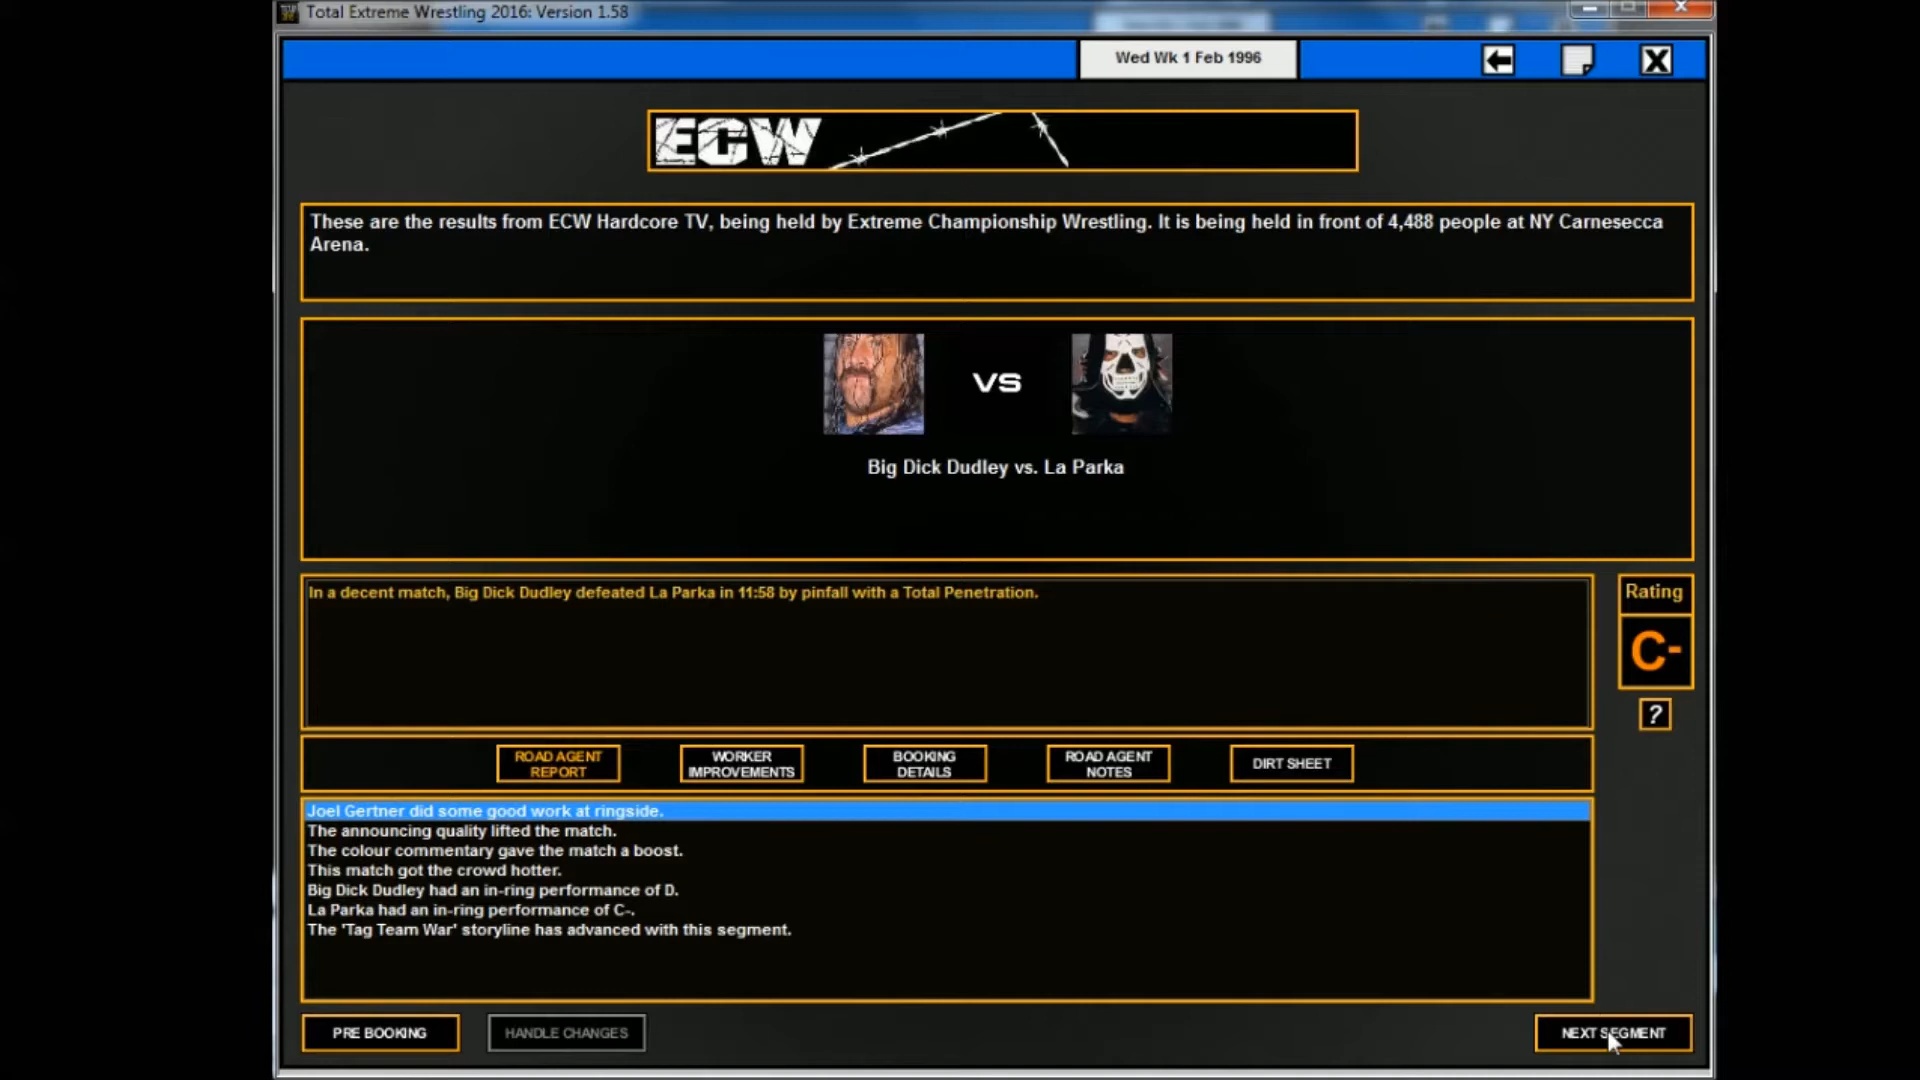 Total Extreme Wrestling 2016: Version 1.58
Wed Wk 1 Feb 1996
ECW
These are the results from ECW Hardcore TV, being held by Extreme Championship Wrestling. It is being held in front of 4,488 people at NY Carnesecca
Arena.
VS
Big Dick Dudley vs. La Parka
In a decent match, Big Dick Dudley defeated La Parka in 11:58 by pinfall with a Total Penetration.
Rating
C-
?
ROAD AGENT
REPORT
WORKER
IMPROVEMENTS
BOOKING
DETAILS
ROAD AGENT
NOTES
DIRT SHEET
Joel Gertner did some good work at ringside.
The announcing quality lifted the match.
The colour commentary gave the match a boost.
This match got the crowd hotter.
Big Dick Dudley had an in-ring performance of D.
La Parka had an in-ring performance of C-.
The 'Tag Team War' storyline has advanced with this segment.
PRE BOOKING
HANDLE CHANGES
NEXT SEGMENT